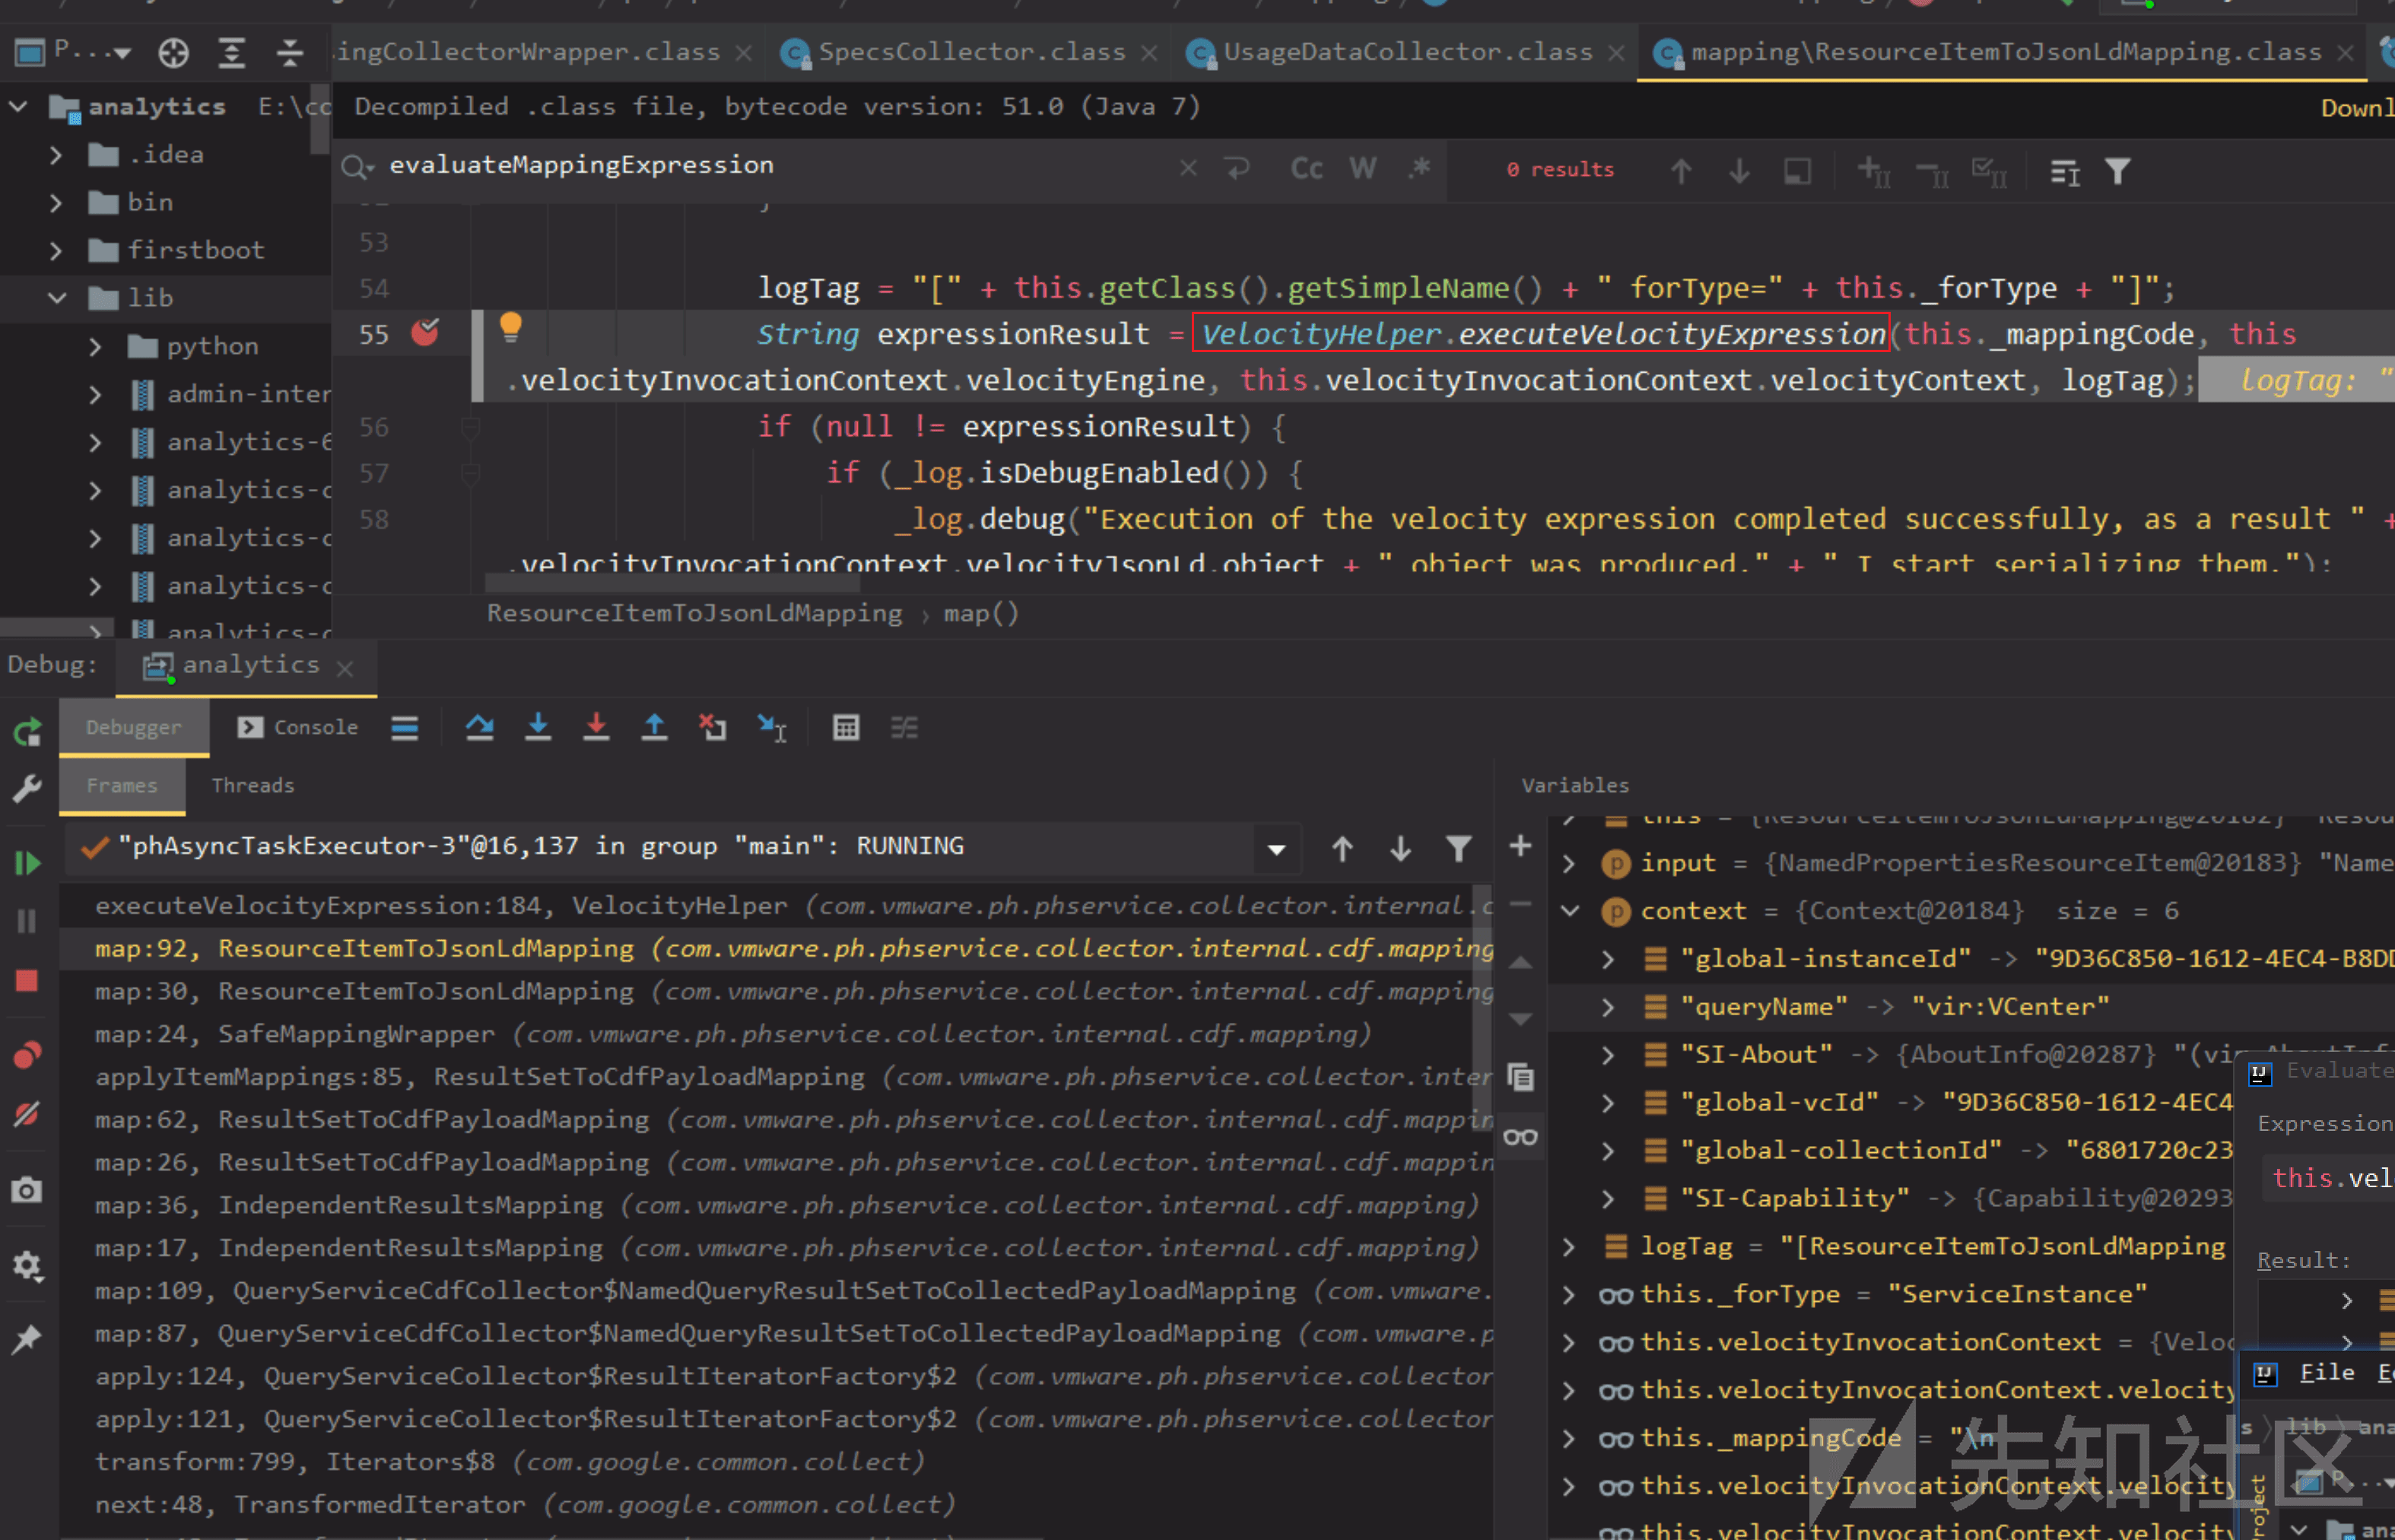 P...
ingCollectorWrapper.class
SpecsCollector.class
UsageDataCollector.class
mapping\ResourceItemToJsonLdMapping.class
analytics E:\co
Decompiled .class file, bytecode version: 51.0 (Java 7)
Downl
.idea
evaluateMappingExpression
Cc W .*
0 results
bin
firstboot
lib
python
admin-inter
analytics-6
analytics-c
analytics-c
analytics-c
analytics-c
53
54 logTag = "[" + this.getClass().getSimpleName() + " forType=" + this._forType + "]";
55 String expressionResult = VelocityHelper.executeVelocityExpression(this._mappingCode, this
.velocityInvocationContext.velocityEngine, this.velocityInvocationContext.velocityContext, logTag); logTag: "
56 if (null != expressionResult) {
57 if (_log.isDebugEnabled()) {
58 _log.debug("Execution of the velocity expression completed successfully, as a result " +
.velocityInvocationContext.velocityJsonLd.object + " object was produced." + " I start serializing them.");
ResourceItemToJsonLdMapping › map()
Debug: analytics
Debugger Console
Frames Threads
"phAsyncTaskExecutor-3"@16,137 in group "main": RUNNING
executeVelocityExpression:184, VelocityHelper (com.vmware.ph.phservice.collector.internal.c
map:92, ResourceItemToJsonLdMapping (com.vmware.ph.phservice.collector.internal.cdf.mapping
map:30, ResourceItemToJsonLdMapping (com.vmware.ph.phservice.collector.internal.cdf.mapping
map:24, SafeMappingWrapper (com.vmware.ph.phservice.collector.internal.cdf.mapping)
applyItemMappings:85, ResultSetToCdfPayloadMapping (com.vmware.ph.phservice.collector.inter
map:62, ResultSetToCdfPayloadMapping (com.vmware.ph.phservice.collector.internal.cdf.mappin
map:26, ResultSetToCdfPayloadMapping (com.vmware.ph.phservice.collector.internal.cdf.mappin
map:36, IndependentResultsMapping (com.vmware.ph.phservice.collector.internal.cdf.mapping)
map:17, IndependentResultsMapping (com.vmware.ph.phservice.collector.internal.cdf.mapping)
map:109, QueryServiceCdfCollector$NamedQueryResultSetToCollectedPayloadMapping (com.vmware.
map:87, QueryServiceCdfCollector$NamedQueryResultSetToCollectedPayloadMapping (com.vmware.p
apply:124, QueryServiceCollector$ResultIteratorFactory$2 (com.vmware.ph.phservice.collector
apply:121, QueryServiceCollector$ResultIteratorFactory$2 (com.vmware.ph.phservice.collector
transform:799, Iterators$8 (com.google.common.collect)
next:48, TransformedIterator (com.google.common.collect)
Variables
this = {ResourceItemToJsonLdMapping@20182} "Resou
input = {NamedPropertiesResourceItem@20183} "Name
context = {Context@20184} size = 6
"global-instanceId" -> "9D36C850-1612-4EC4-B8DD
"queryName" -> "vir:VCenter"
"SI-About" -> {AboutInfo@20287} "(vi
"global-vcId" -> "9D36C850-1612-4EC4
"global-collectionId" -> "6801720c23
"SI-Capability" -> {Capability@20293
logTag = "[ResourceItemToJsonLdMapping
this._forType = "ServiceInstance"
this.velocityInvocationContext = {Veloc
this.velocityInvocationContext.velocity
this._mappingCode = "\n
this.velocityInvocationContext.velocity
this.velocityInvocationContext.velocity
Evaluate
Expression
this.vel
Result:
File E
s lib ana
P...
roject
ana
先知社区